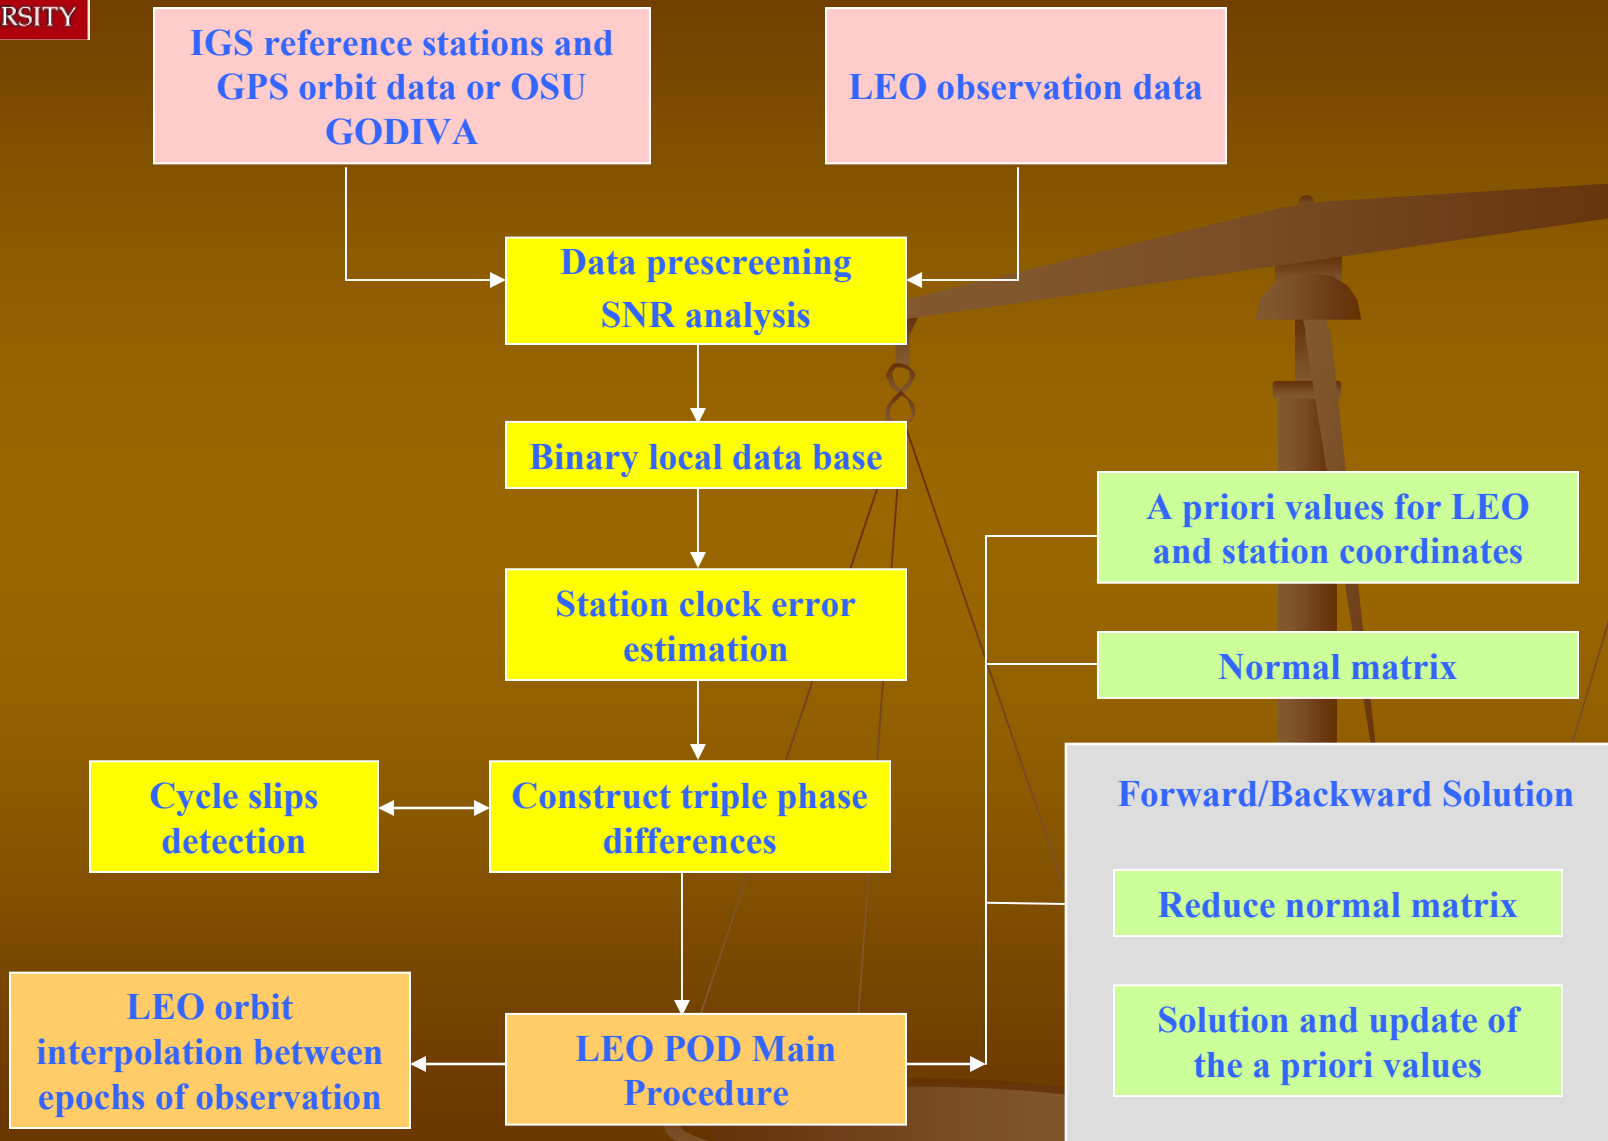 RSITY
IGS reference stations and
GPS orbit data or OSU
GODIVA
LEO observation data
Data prescreening
SNR analysis
Binary local data base
Station clock error
estimation
Cycle slips
detection
Construct triple phase
differences
LEO orbit
interpolation between
epochs of observation
LEO POD Main
Procedure
A priori values for LEO
and station coordinates
Normal matrix
Forward/Backward Solution
Reduce normal matrix
Solution and update of
the a priori values